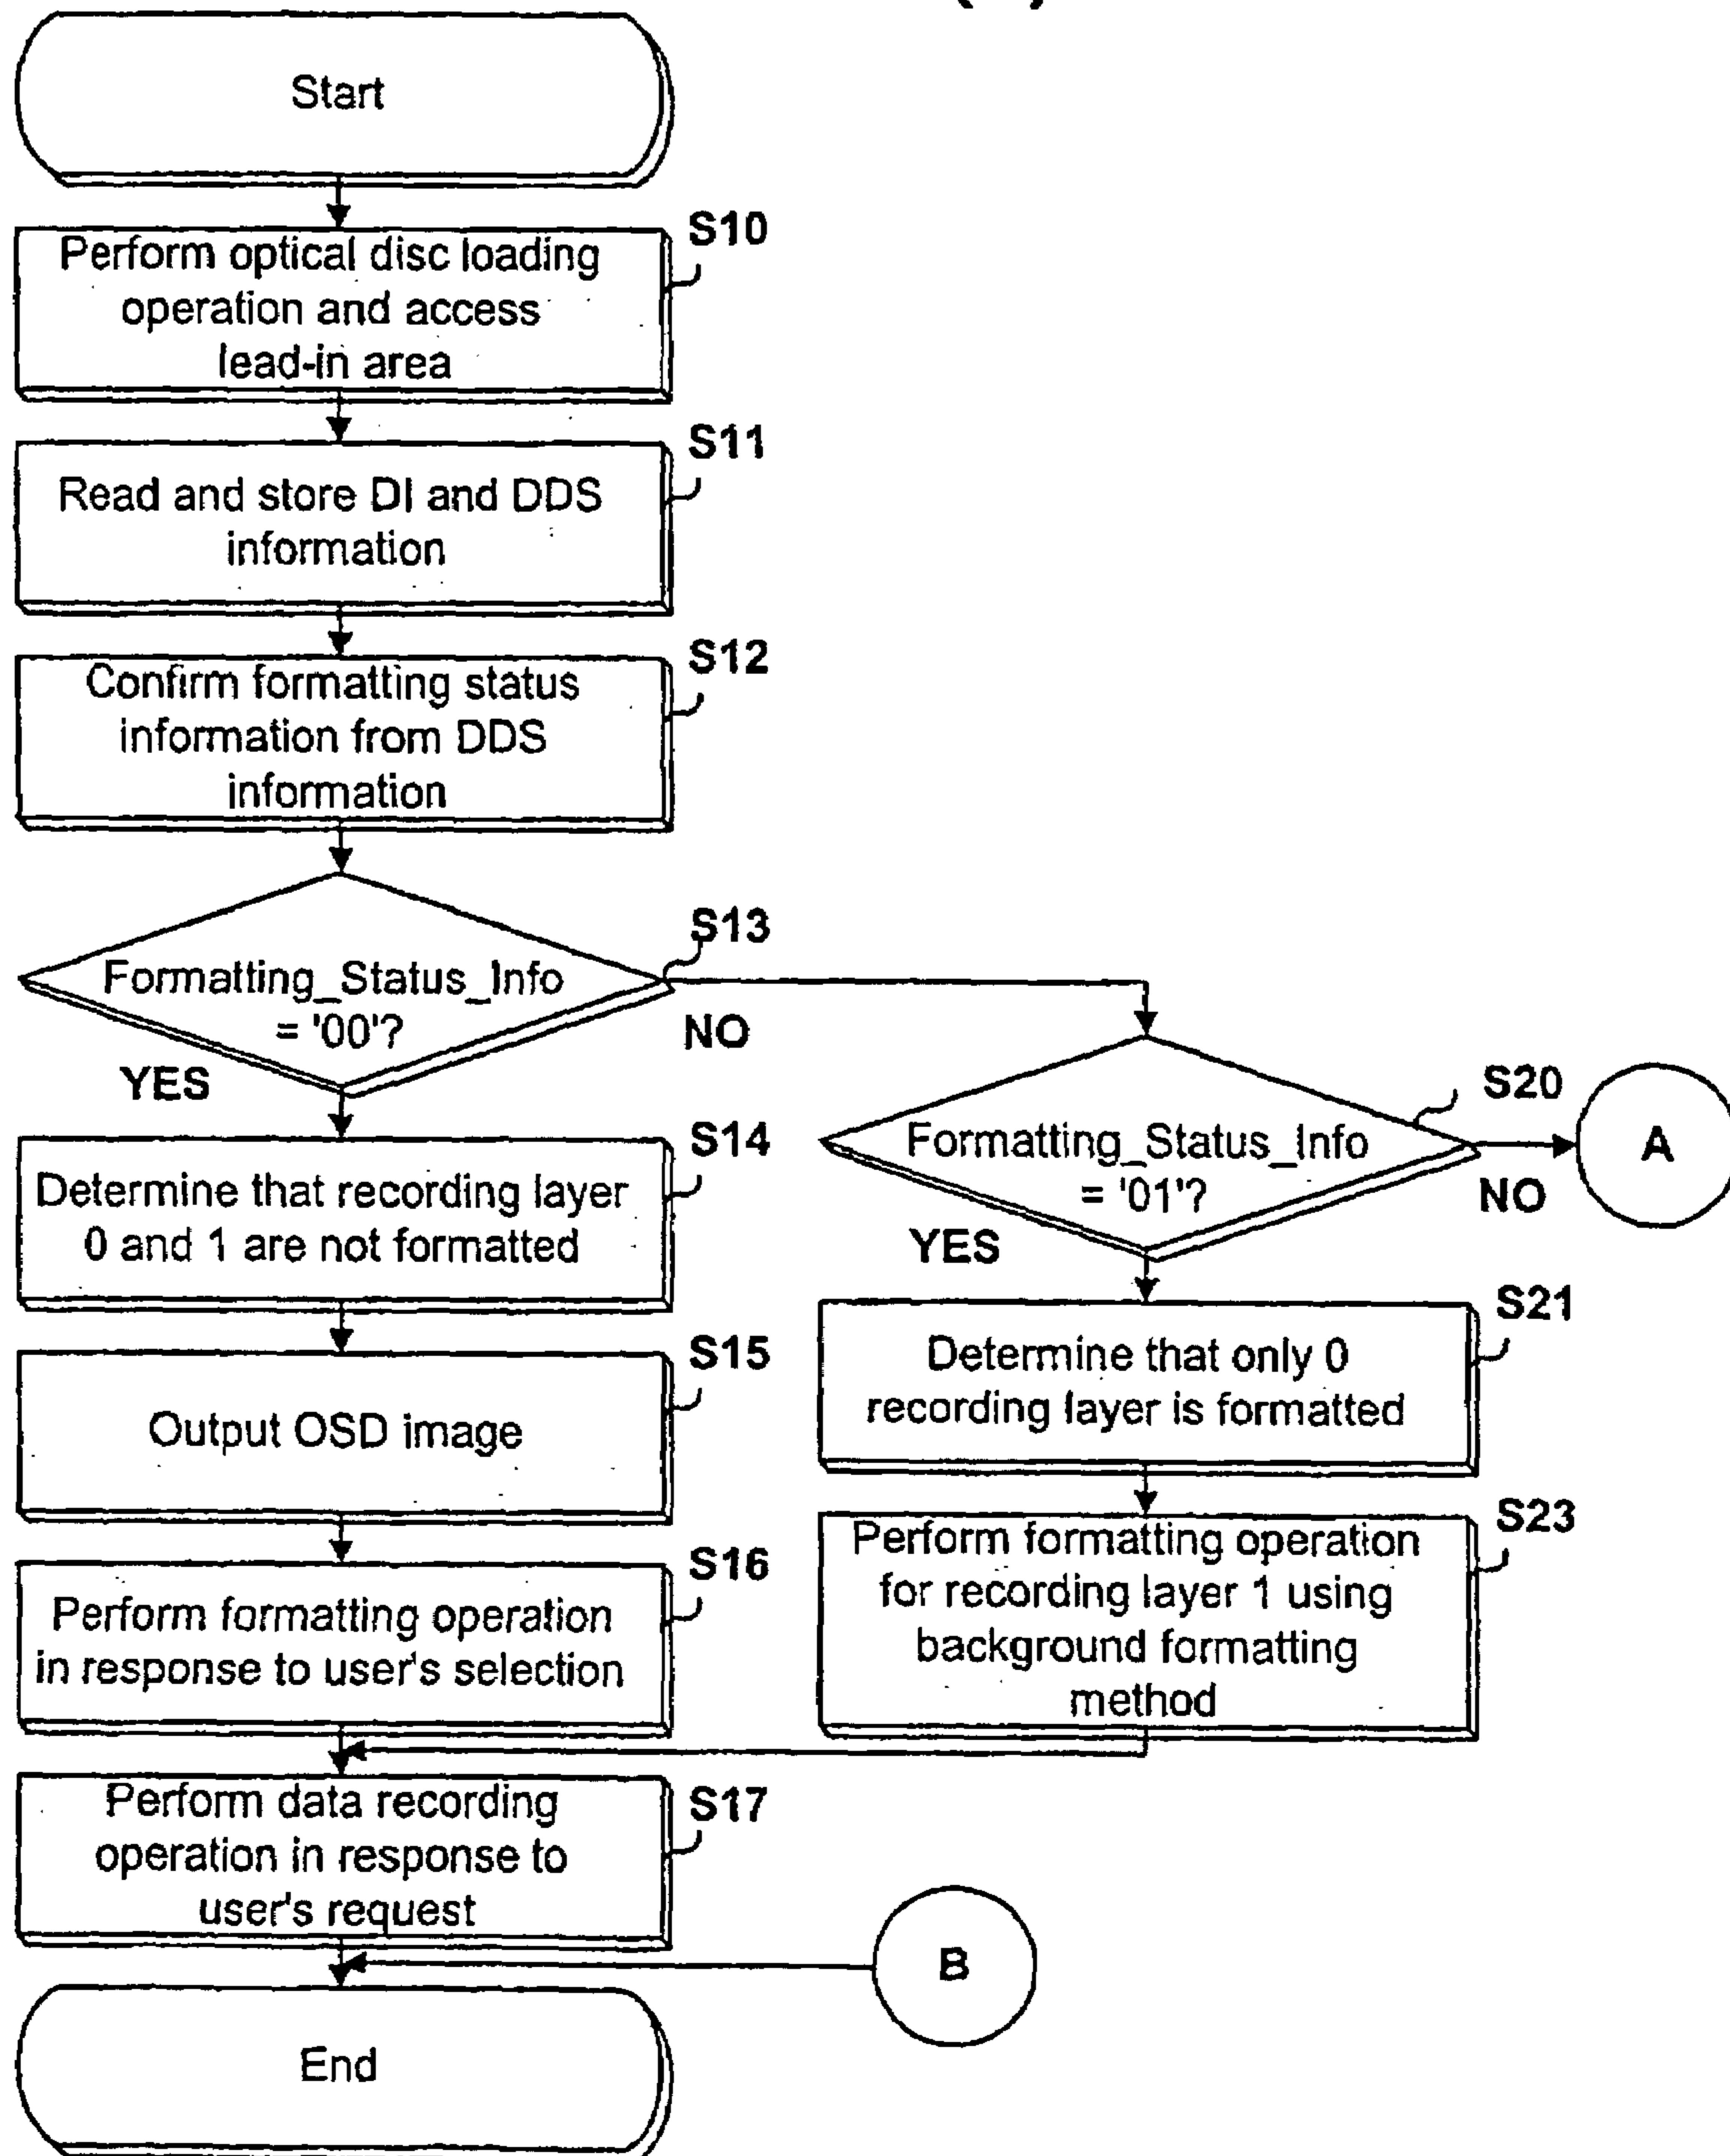 Start
S10
Perform optical disc loading
operation and access
lead-in area
S11
Read and store DI and DDS
information
S12
Confirm formatting status
information from DDS
information
S13
Formatting_Status_Info
= '00'?
NO
YES
S20
Formatting_Status_Info
= '01'?
NO
YES
A
S14
Determine that recording layer
0 and 1 are not formatted
S21
Determine that only 0
recording layer is formatted
S15
Output OSD image
S23
Perform formatting operation
for recording layer 1 using
background formatting
method
S16
Perform formatting operation
in response to user's selection
S17
Perform data recording
operation in response to
user's request
B
End